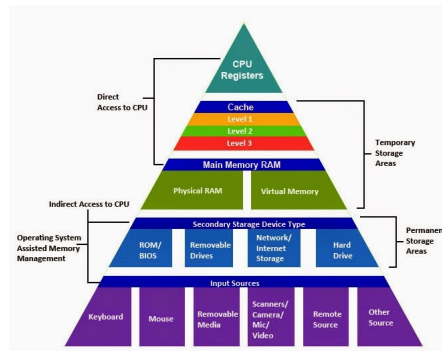 CPU
Registers
Direct
Access to CPU
Cache
Level 1
Level 2
Level 3
Temporary
Storage
Areas
Main Memory RAM
Physical RAM
Virtual Memory
Indirect Access to CPU
Secondary Starage Device Type
Permanen
Storage
Areas
Operating System
Assisted Memory
Management
ROM/
BIOS
Removable
Drives
Network/
Internet
Storage
Hard
Drive
Input Sources
Keyboard
Mouse
Removable
Media
Scanners/
Camera/
Mic/
Video
Remote
Source
Other
Source